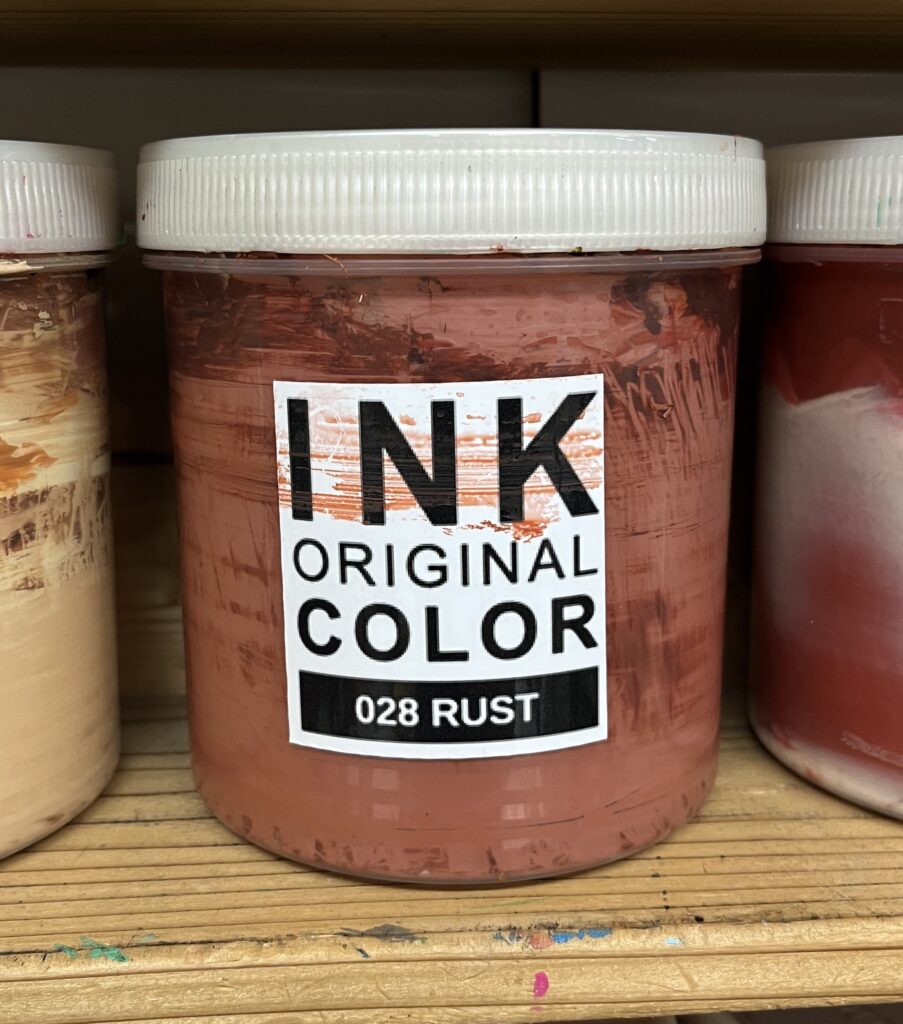 INK
ORIGINAL
COLOR
028 RUST